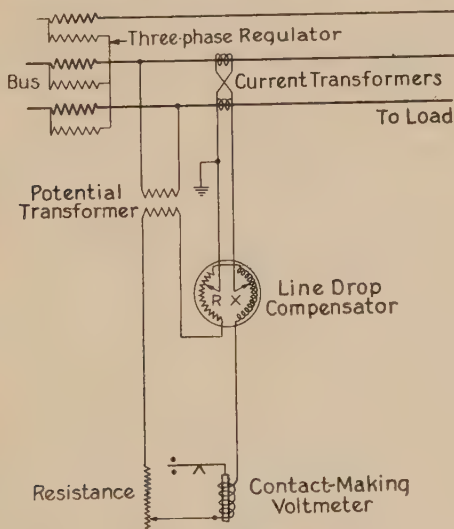 Three-phase Regulator
Bus
Current Transformers
To Load
Potential
Transformer
R X
Line Drop
Compensator
Resistance
Contact-Making
Voltmeter